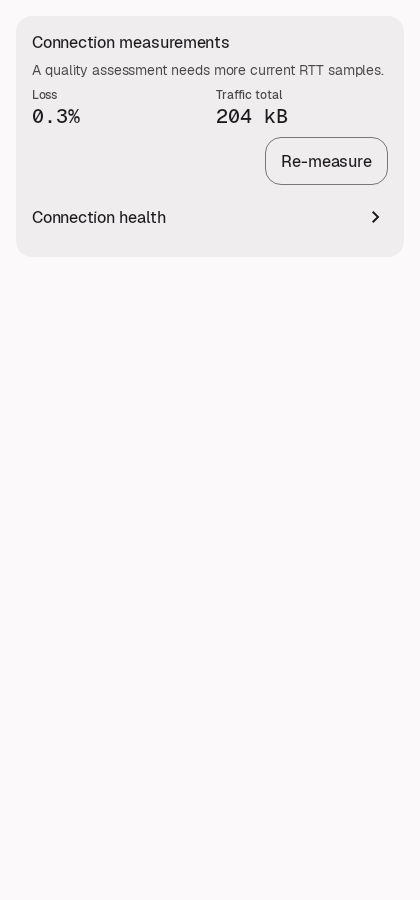 Connection measurements
A quality assessment needs more current RTT samples.
Loss
Traffic total
0.3%
204 kB
Re-measure
Connection health